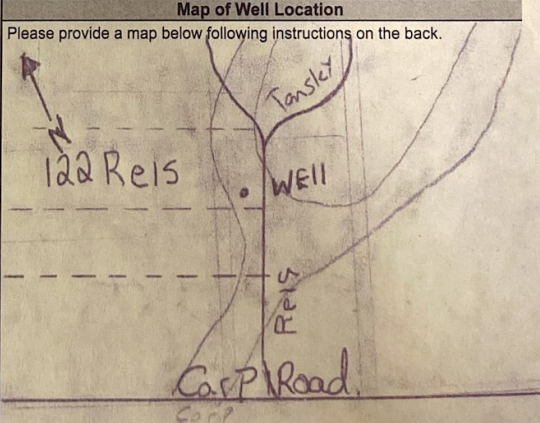 Map of Well Location
Please provide a map below following instructions on the back.
Tansley
N
122 Reis
WEll
Reis
CarP Road
Carp